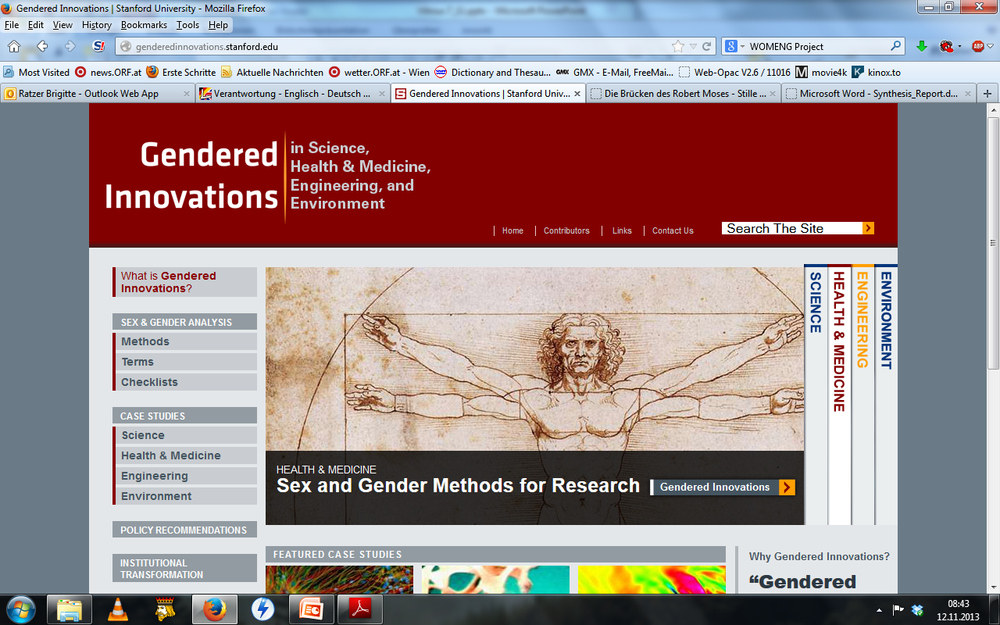 Gendered Innovations | Stanford University - Mozilla Firefox
File Edit View History Bookmarks Tools Help
genderedinnovations.stanford.edu
WOMENG Project
ABP
Most Visited news.ORF.at Erste Schritte Aktuelle Nachrichten wetter.ORF.at - Wien Dictionary and Thesau... GMX GMX - E-Mail, FreeMai... Web-Opac V2.6 / 11016 movie4k kinox.to
Ratzer Brigitte - Outlook Web App Verantwortung - Englisch - Deutsch ... Gendered Innovations | Stanford Univ... Die Brücken des Robert Moses - Stille ... Microsoft Word - Synthesis_Report.d...
Gendered
Innovations
in Science,
Health & Medicine,
Engineering, and
Environment
Home Contributors Links Contact Us
Search The Site
What is Gendered
Innovations?
SEX & GENDER ANALYSIS
Methods
Terms
Checklists
CASE STUDIES
Science
Health & Medicine
Engineering
Environment
POLICY RECOMMENDATIONS
INSTITUTIONAL
TRANSFORMATION
SCIENCE
HEALTH & MEDICINE
ENGINEERING
ENVIRONMENT
HEALTH & MEDICINE
Sex and Gender Methods for Research
Gendered Innovations
FEATURED CASE STUDIES
Why Gendered Innovations?
“Gendered
08:43
12.11.2013